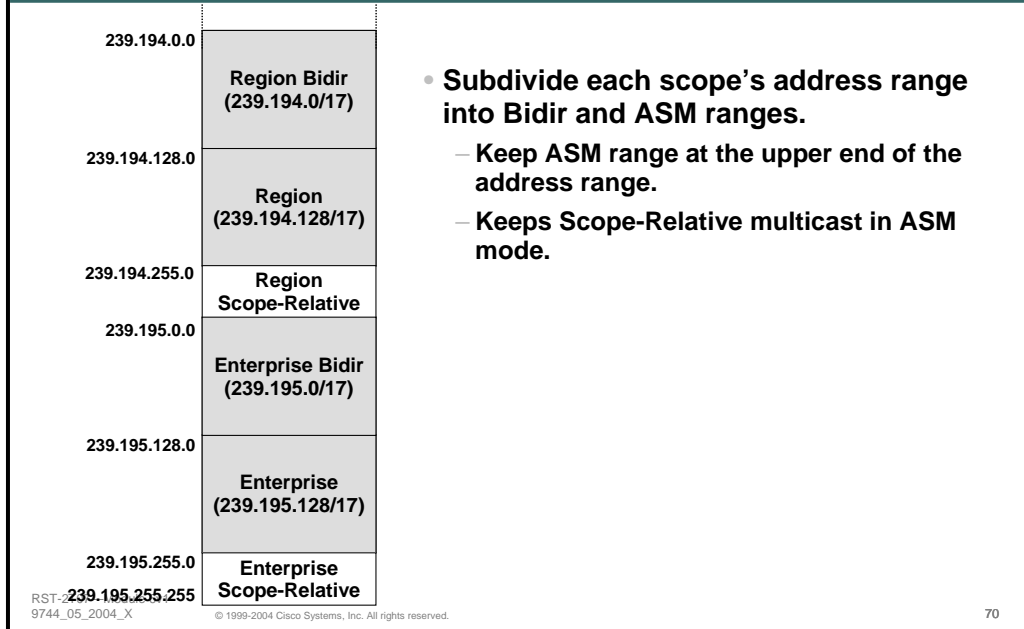 239.194.0.0
Region Bidir
(239.194.0/17)
239.194.128.0
Region
(239.194.128/17)
239.194.255.0
Region
Scope-Relative
239.195.0.0
Enterprise Bidir
(239.195.0/17)
239.195.128.0
Enterprise
(239.195.128/17)
239.195.255.0
Enterprise
Scope-Relative
239.195.255.255
• Subdivide each scope’s address range
into Bidir and ASM ranges.
– Keep ASM range at the upper end of the
address range.
– Keeps Scope-Relative multicast in ASM
mode.
9744_05_2004_X
© 1999-2004 Cisco Systems, Inc. All rights reserved.
70